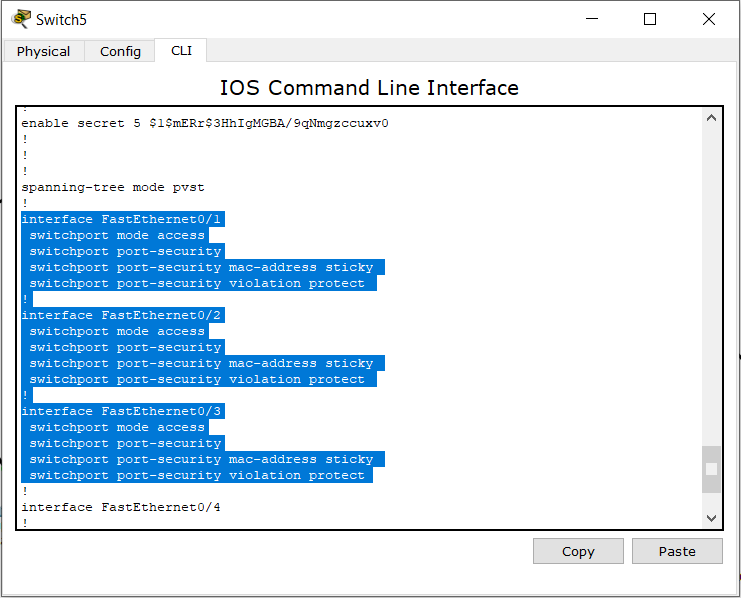 Switch5
Physical Config CLI
IOS Command Line Interface
!
enable secret 5 $1$mERr$3HhIgMGBA/9qNmgzccuxv0
!
!
!
spanning-tree mode pvst
!
interface FastEthernet0/1
switchport mode access
switchport port-security
switchport port-security mac-address sticky
switchport port-security violation protect
!
interface FastEthernet0/2
switchport mode access
switchport port-security
switchport port-security mac-address sticky
switchport port-security violation protect
!
interface FastEthernet0/3
switchport mode access
switchport port-security
switchport port-security mac-address sticky
switchport port-security violation protect
!
interface FastEthernet0/4
!
Copy Paste